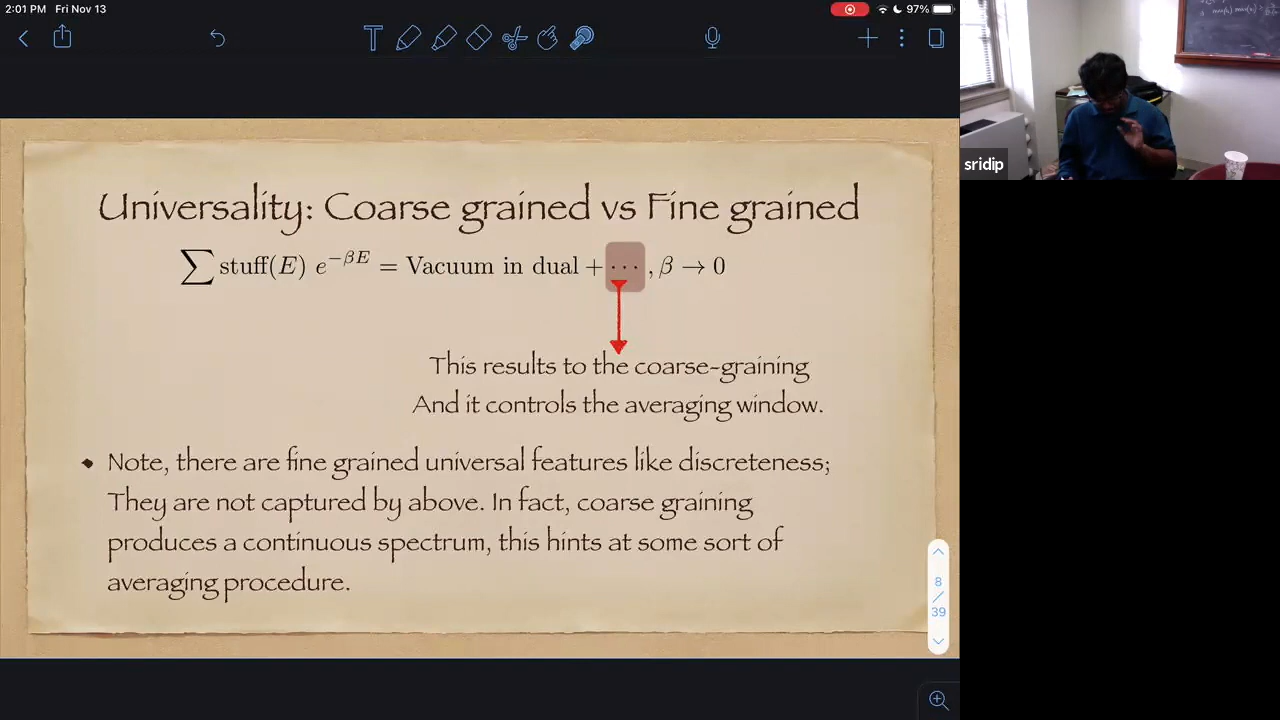 2:01 PM Fri Nov 13
97%
sridip
Universality: Coarse grained vs Fine grained
∑ stuff(E) e^{-βE} = Vacuum in dual + ··· , β → 0
This results to the coarse-graining
And it controls the averaging window.
• Note, there are fine grained universal features like discreteness;
They are not captured by above. In fact, coarse graining
produces a continuous spectrum, this hints at some sort of
averaging procedure.
8
/
39